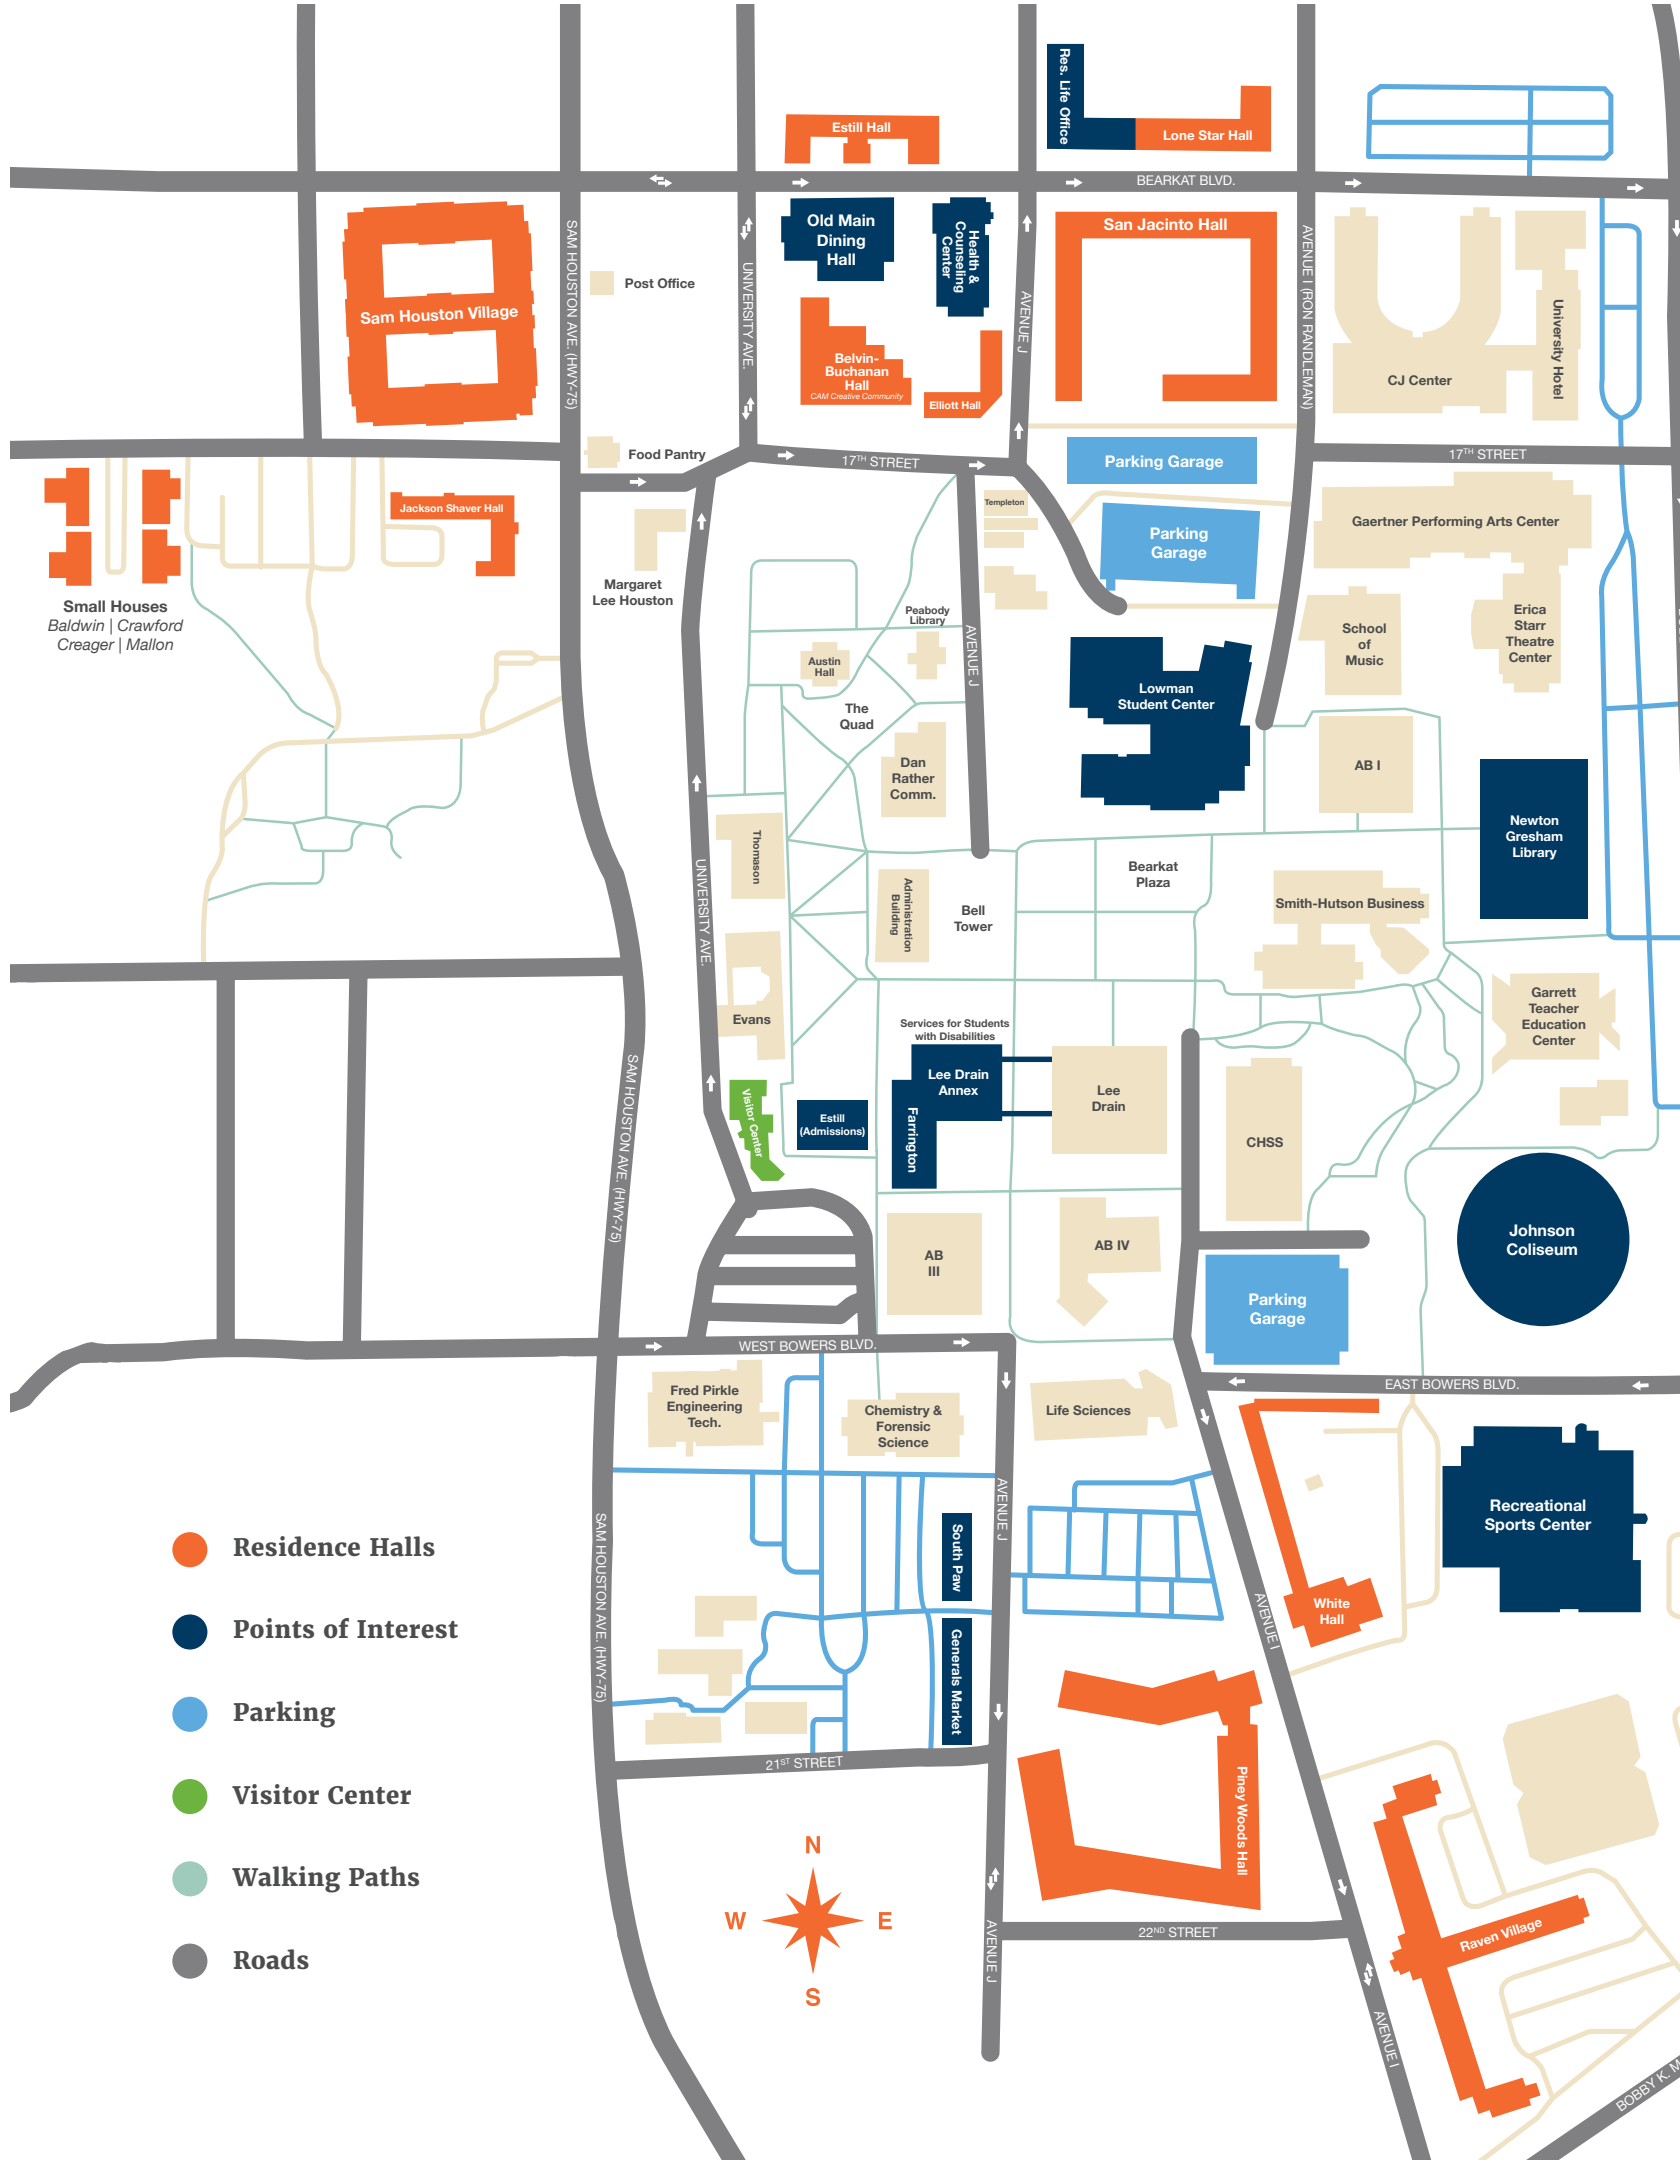 Res. Life Office
Estill Hall
Lone Star Hall
BEARKAT BLVD.
Old Main
Dining
Hall
Health &
Counseling
Center
San Jacinto Hall
Sam Houston Village
SAM HOUSTON AVE. (HWY-75)
Post Office
UNIVERSITY AVE.
AVENUE J
AVENUE I (RON RANDLEMAN)
University Hotel
CJ Center
Belvin-
Buchanan
Hall
CAM Creative Community
Elliott Hall
Food Pantry
17TH STREET
Parking Garage
17TH STREET
Jackson Shaver Hall
Templeton
Parking
Garage
Gaertner Performing Arts Center
Margaret
Lee Houston
Small Houses
Baldwin | Crawford
Creager | Mallon
Peabody
Library
AVENUE J
Austin
Hall
School
of
Music
Erica
Starr
Theatre
Center
The
Quad
Lowman
Student Center
Dan
Rather
Comm.
AB I
Thomason
Newton
Gresham
Library
UNIVERSITY AVE.
Administration
Building
Bell
Tower
Bearkat
Plaza
Smith-Hutson Business
Evans
Services for Students
with Disabilities
Garrett
Teacher
Education
Center
Lee Drain
Annex
Lee
Drain
SAM HOUSTON AVE. (HWY-75)
Visitor Center
Estill
(Admissions)
Farrington
CHSS
AB
III
AB IV
Johnson
Coliseum
Parking
Garage
WEST BOWERS BLVD.
EAST BOWERS BLVD.
Fred Pirkle
Engineering
Tech.
Chemistry &
Forensic
Science
Life Sciences
AVENUE J
Recreational
Sports Center
SAM HOUSTON AVE. (HWY-75)
South Paw
White
Hall
AVENUE I
Generals Market
21ST STREET
Piney Woods Hall
22ND STREET
AVENUE J
Raven Village
AVENUE I
BOBBY K. M
Residence Halls
Points of Interest
Parking
Visitor Center
Walking Paths
Roads
N
W
E
S